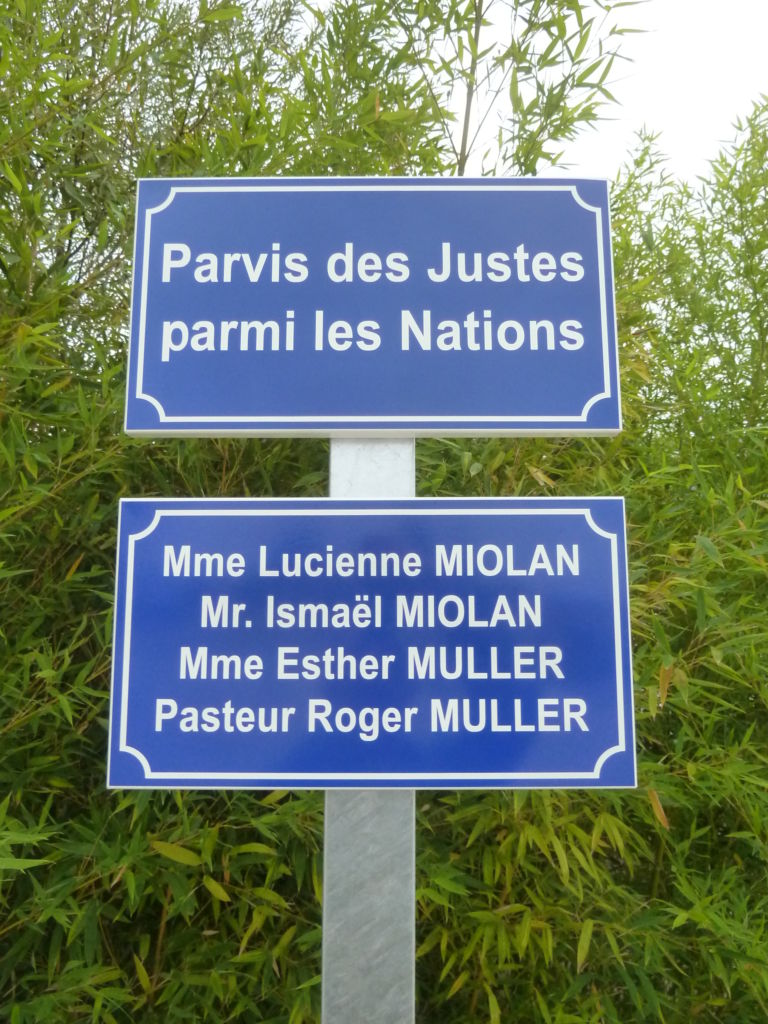 Parvis des Justes
parmi les Nations
Mme Lucienne MIOLAN
Mr. Ismaël MIOLAN
Mme Esther MULLER
Pasteur Roger MULLER